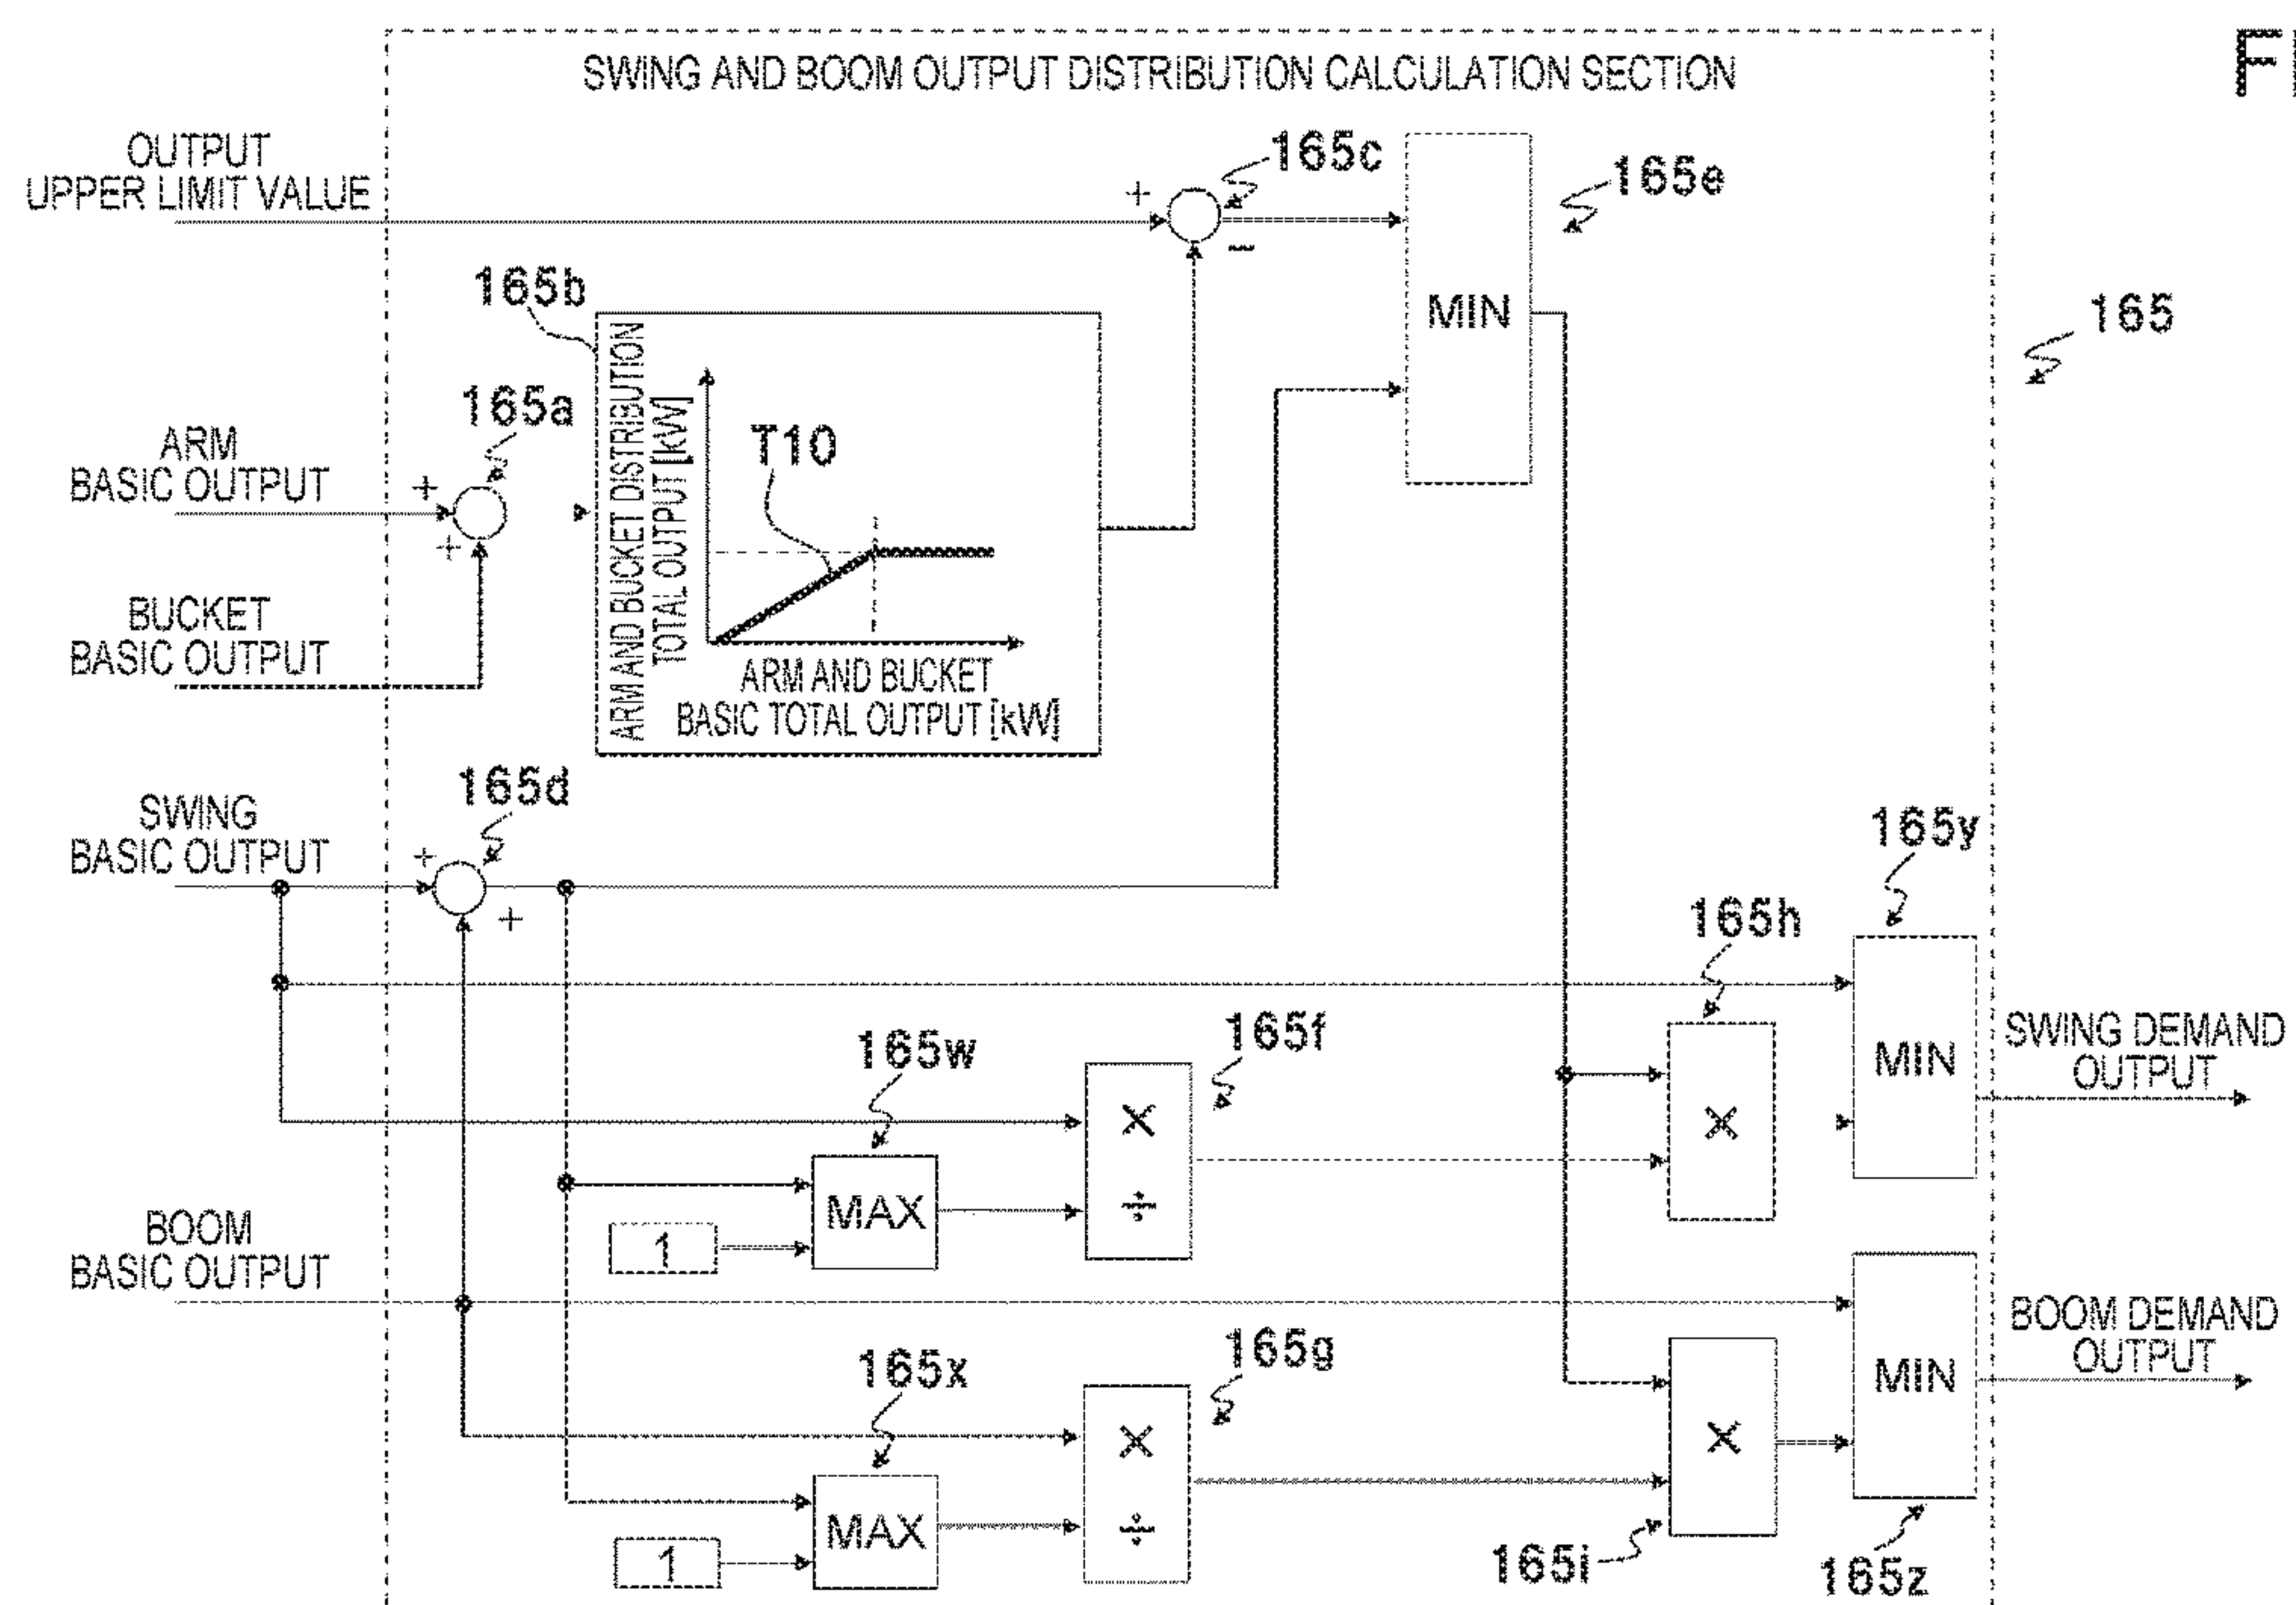 FI
SWING AND BOOM OUTPUT DISTRIBUTION CALCULATION SECTION
OUTPUT
UPPER LIMIT VALUE
+
165c
−
165e
MIN
165
165b
ARM AND BUCKET DISTRIBUTION
TOTAL OUTPUT [kW]
T10
ARM AND BUCKET
BASIC TOTAL OUTPUT [kW]
165a
ARM
BASIC OUTPUT
+
+
BUCKET
BASIC OUTPUT
165d
SWING
BASIC OUTPUT
+
+
165y
165h
165f
165w
×
÷
×
MIN
SWING DEMAND
OUTPUT
MAX
1
BOOM
BASIC OUTPUT
165g
165x
×
÷
×
MIN
BOOM DEMAND
OUTPUT
MAX
1
165i
165z